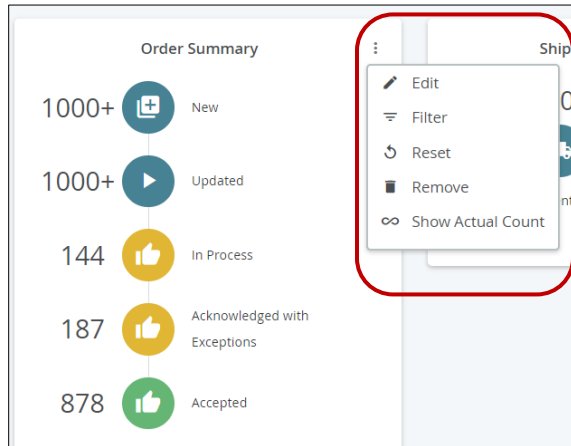 Order Summary
1000+ New
1000+ Updated
144 In Process
187 Acknowledged with
Exceptions
878 Accepted
Edit
Filter
Reset
Remove
Show Actual Count
Ship